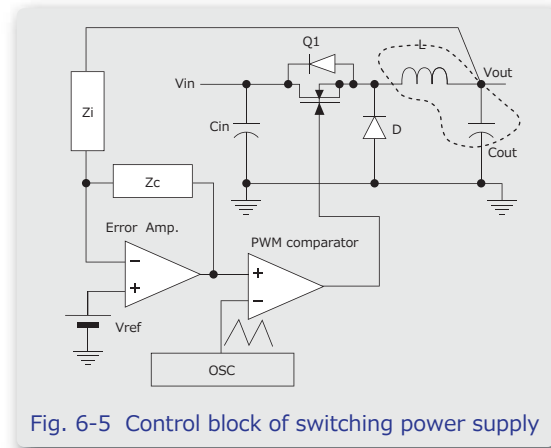 Q1
L
Vin
Vout
Zi
Cin
D
Cout
Zc
Error Amp.
PWM comparator
−
+
+
−
Vref
OSC
Fig. 6-5 Control block of switching power supply